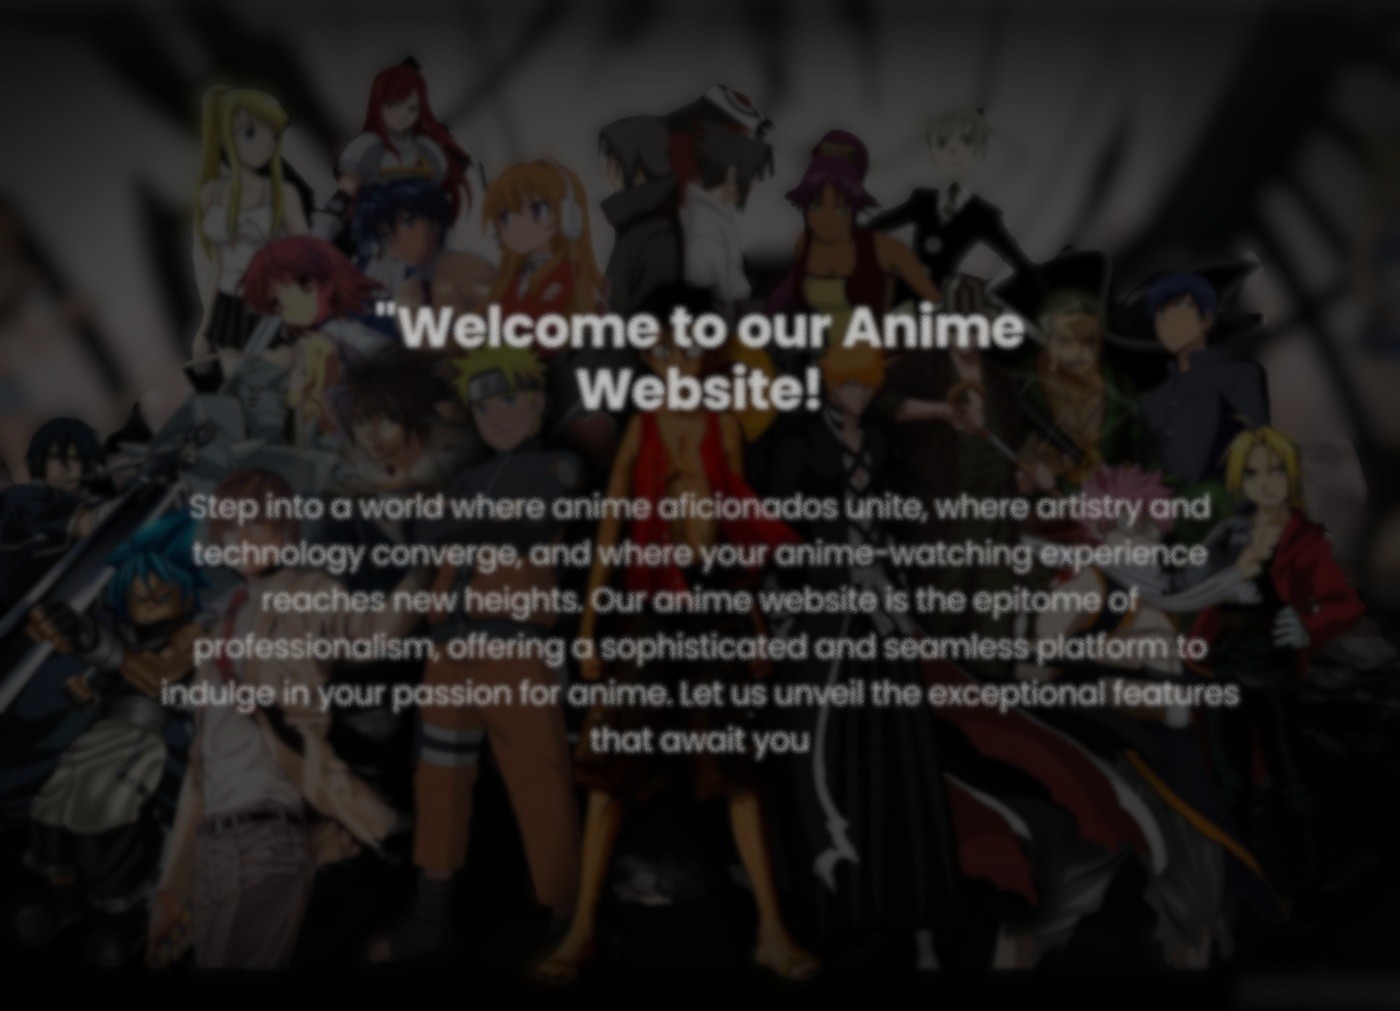 "Welcome to our Anime
Website!
Step into a world where anime aficionados unite, where artistry and
technology converge, and where your anime-watching experience
reaches new heights. Our anime website is the epitome of
professionalism, offering a sophisticated and seamless platform to
indulge in your passion for anime. Let us unveil the exceptional features
that await you